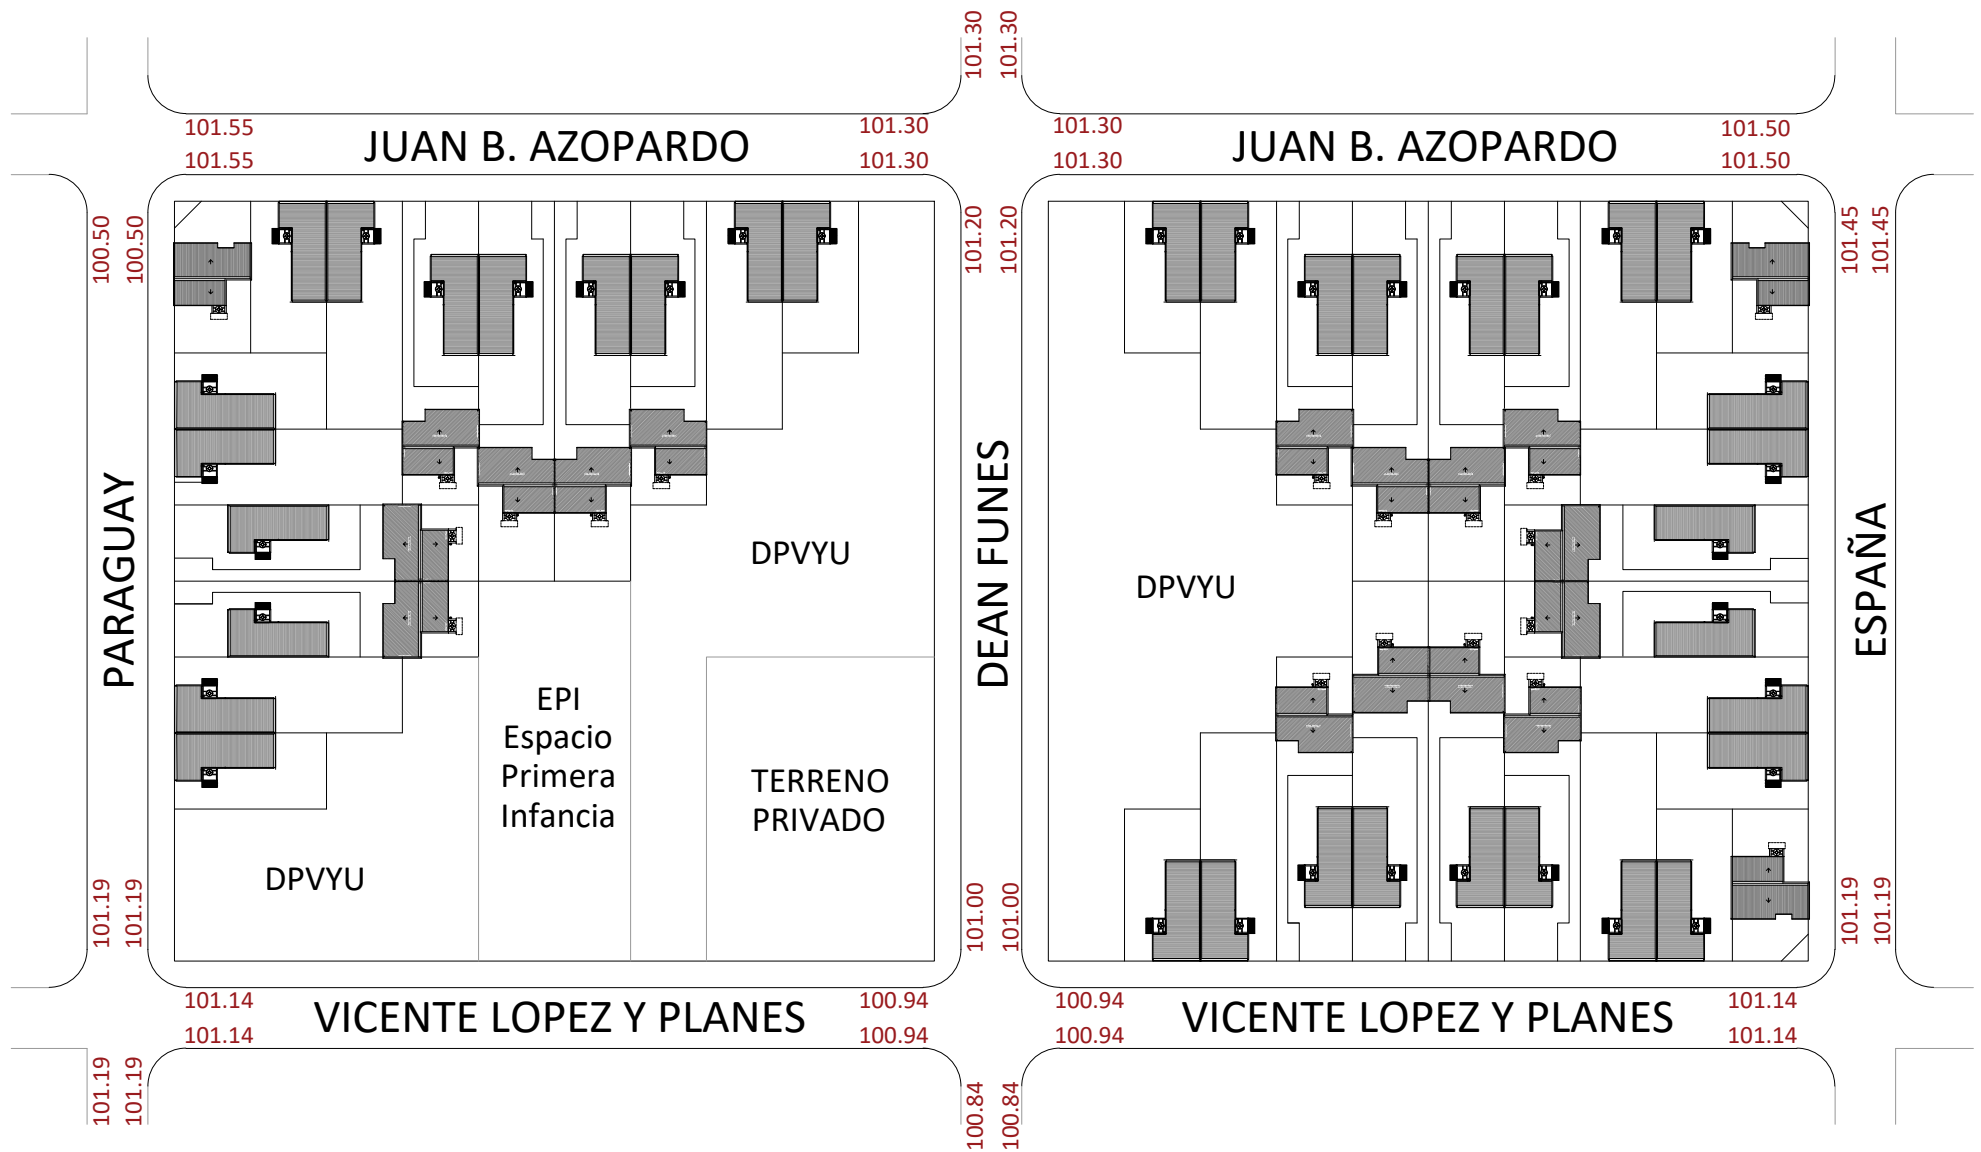 101.30
101.30
101.55
JUAN B. AZOPARDO
101.30
101.30
JUAN B. AZOPARDO
101.50
101.55
101.30
101.30
101.50
100.50
100.50
101.20
101.20
101.45
101.45
PARAGUAY
DEAN FUNES
ESPAÑA
DPVYU
DPVYU
EPI
Espacio
Primera
Infancia
TERRENO
PRIVADO
DPVYU
101.19
101.19
101.00
101.00
101.19
101.19
101.14
VICENTE LOPEZ Y PLANES
100.94
100.94
VICENTE LOPEZ Y PLANES
101.14
101.14
100.94
100.94
101.14
101.19
101.19
100.84
100.84